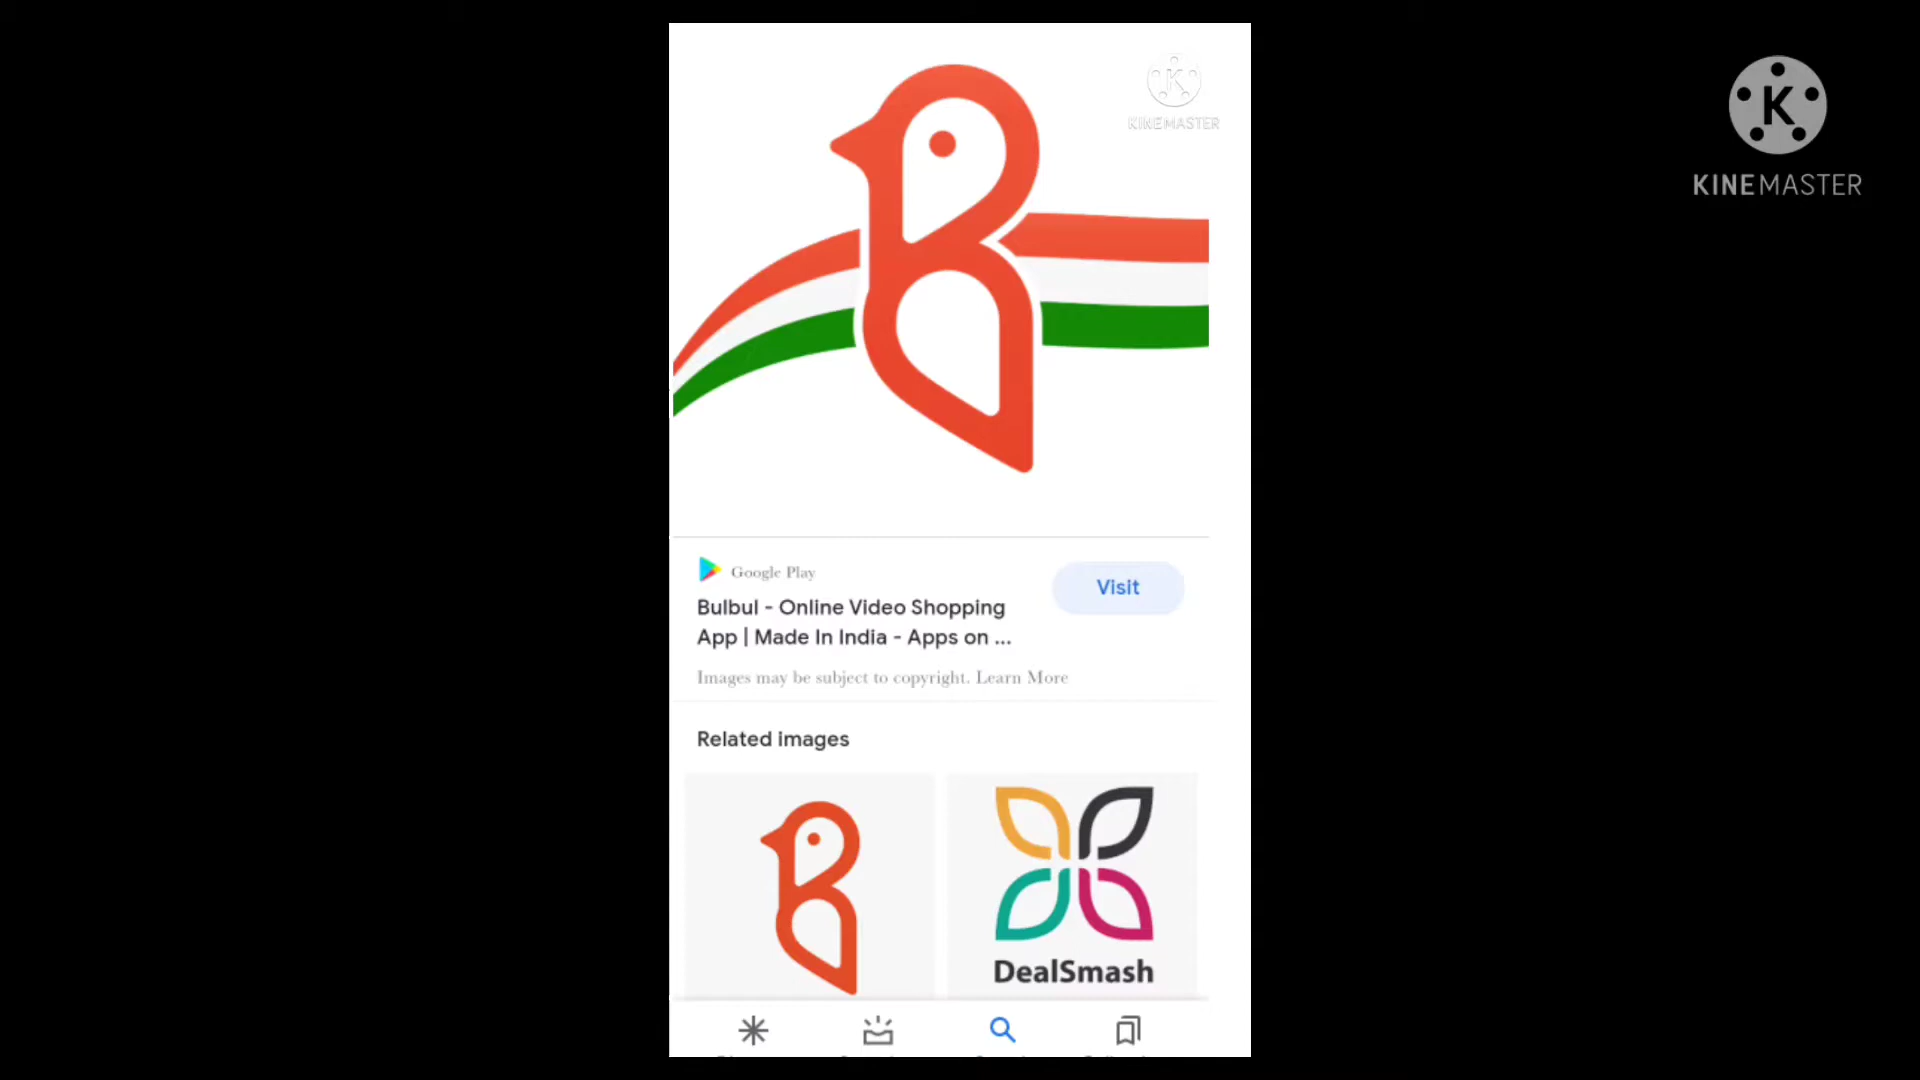 K
KINEMASTER
K
KINEMASTER
Google Play
Bulbul - Online Video Shopping
App | Made In India - Apps on ...
Visit
Images may be subject to copyright. Learn More
Related images
DealSmash